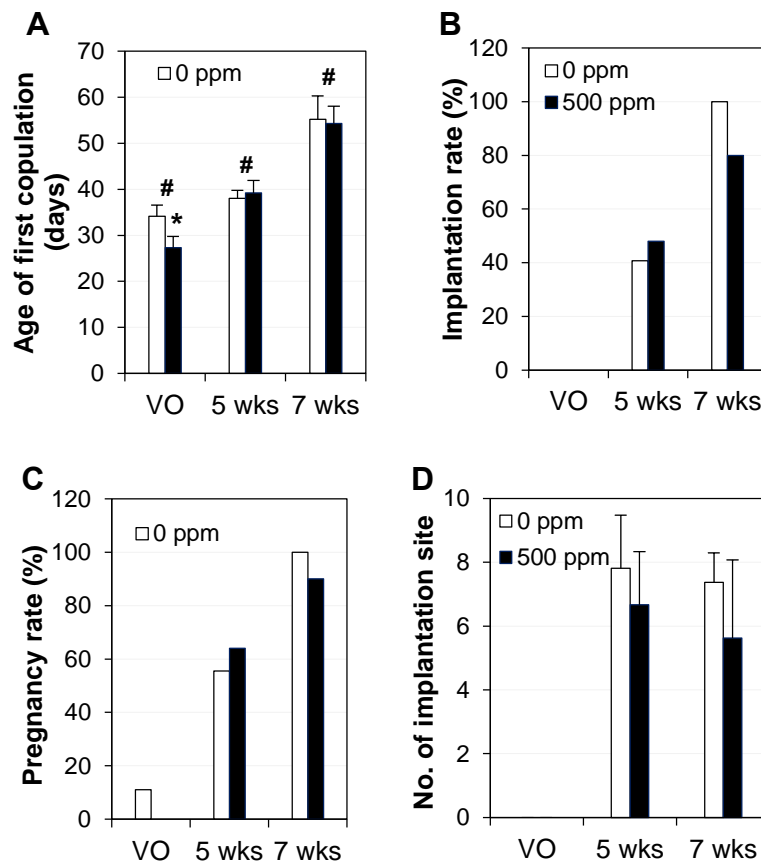 A
Age of first copulation
(days)
70
60
50
40
30
20
10
0
0 ppm
#
*
#
#
VO 5 wks 7 wks
B
Implantation rate (%)
120
100
80
60
40
20
0
0 ppm
500 ppm
VO 5 wks 7 wks
C
Pregnancy rate (%)
120
100
80
60
40
20
0
0 ppm
VO 5 wks 7 wks
D
No. of implantation site
10
8
6
4
2
0
0 ppm
500 ppm
VO 5 wks 7 wks